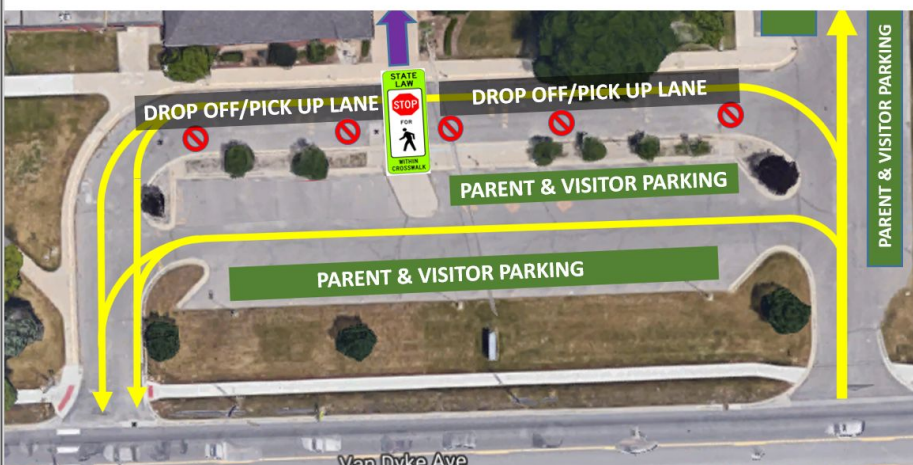 DROP OFF/PICK UP LANE
STATE
LAW
STOP
FOR
WITHIN
CROSSWALK
DROP OFF/PICK UP LANE
PARENT & VISITOR PARKING
PARENT & VISITOR PARKING
PARENT & VISITOR PARKING
Van Dyke Ave